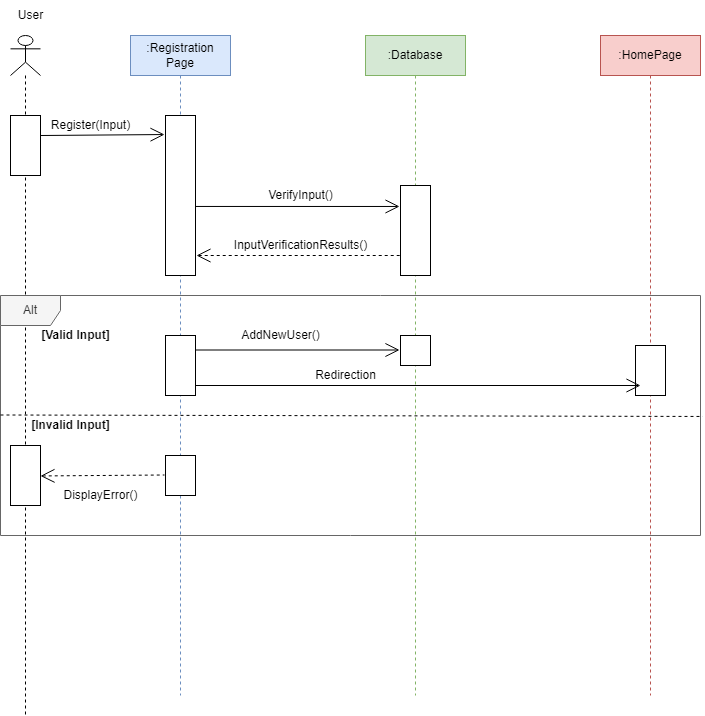 User
:Registration
Page
:Database
:HomePage
Register(Input)
VerifyInput()
InputVerificationResults()
Alt
[Valid Input]
AddNewUser()
Redirection
[Invalid Input]
DisplayError()